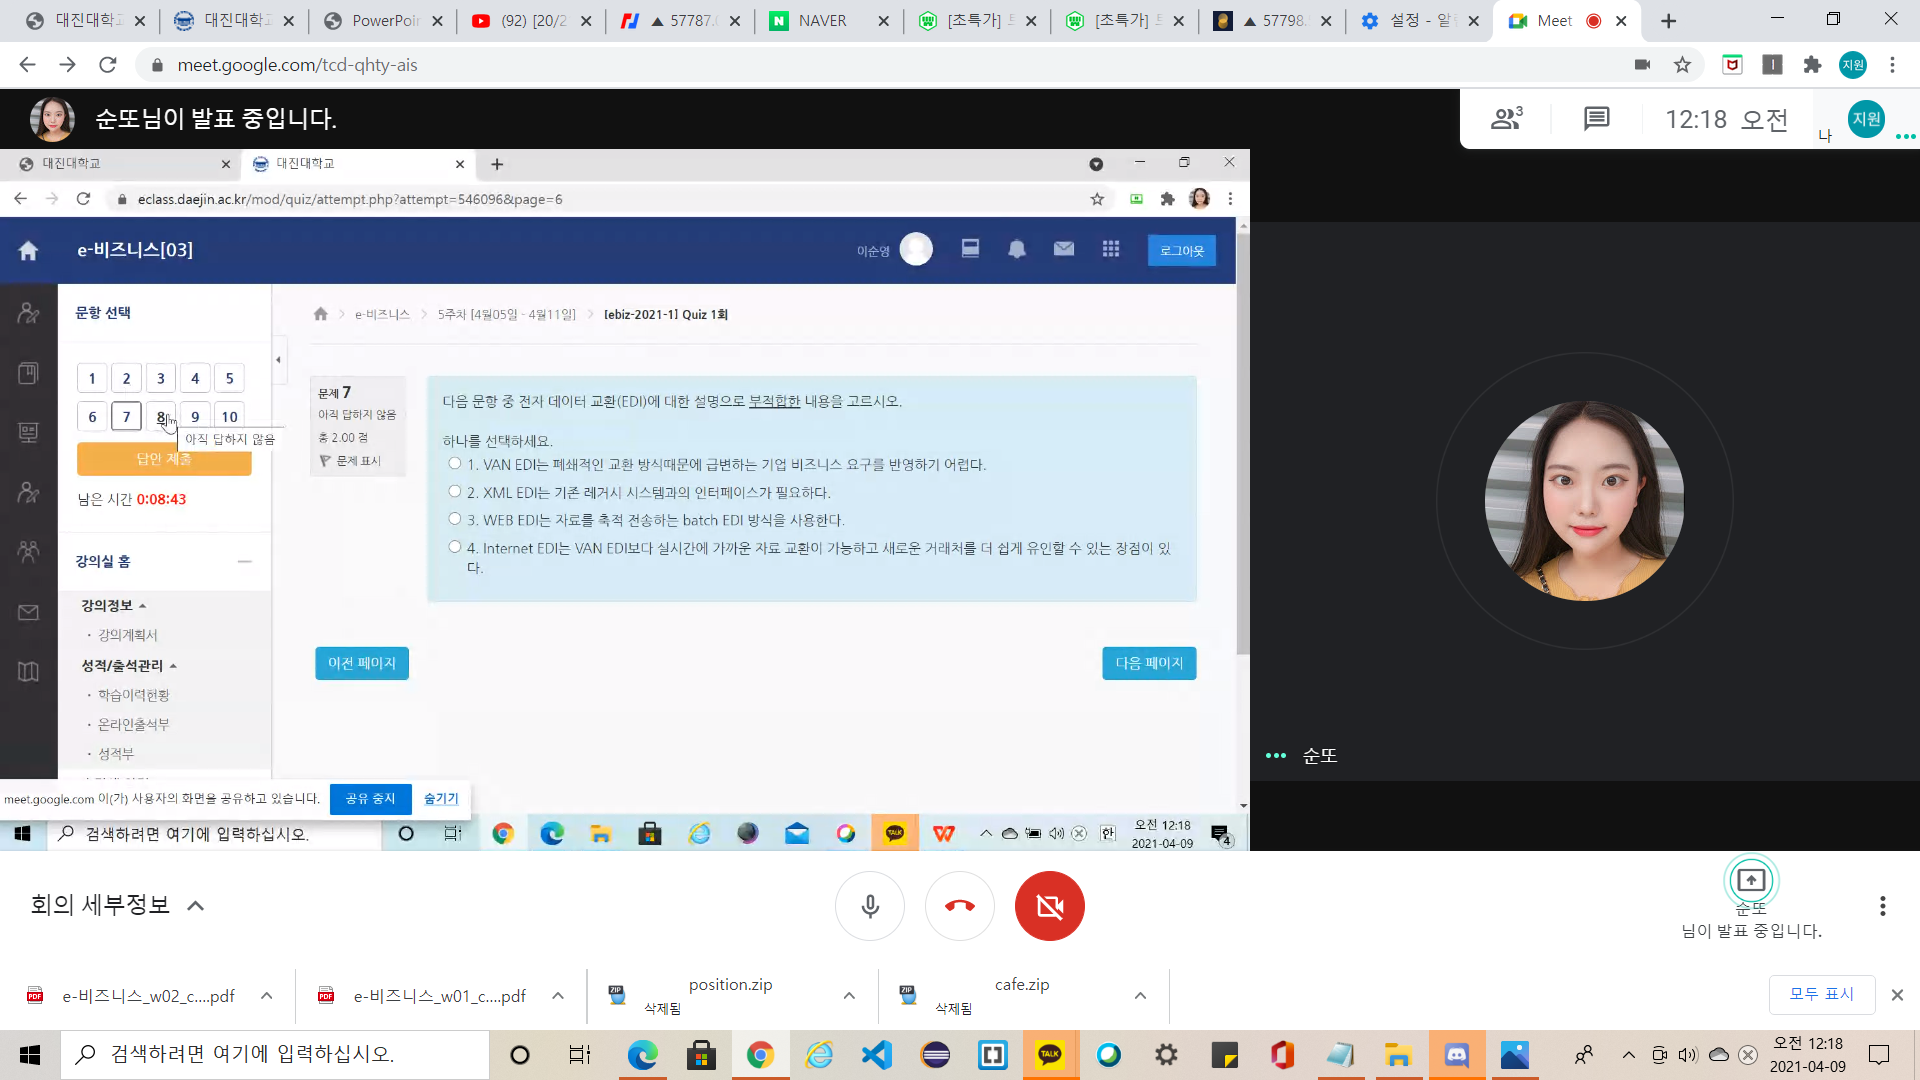 대진대학교
대진대학교
PowerPoin
(92) [20/2
▲ 57787.
NAVER
[초특가]
[초특가]
▲ 57798.
설정 - 알
Meet
meet.google.com/tcd-qhty-ais
지원
순또님이 발표 중입니다.
3
12:18 오전
나
지원
대진대학교
대진대학교
eclass.daejin.ac.kr/mod/quiz/attempt.php?attempt=546096&page=6
e-비즈니스[03]
이순영
로그아웃
문항 선택
e-비즈니스
5주차 [4월05일 - 4월11일]
[ebiz-2021-1] Quiz 1회
1 2 3 4 5
6 7 8 9 10
아직 답하지 않음
답안 제출
남은 시간 0:08:43
문제 7
아직 답하지 않음
총 2.00 점
문제 표시
다음 문항 중 전자 데이터 교환(EDI)에 대한 설명으로 부적합한 내용을 고르시오.
하나를 선택하세요.
1. VAN EDI는 폐쇄적인 교환 방식때문에 급변하는 기업 비즈니스 요구를 반영하기 어렵다.
2. XML EDI는 기존 레거시 시스템과의 인터페이스가 필요하다.
3. WEB EDI는 자료를 축적 전송하는 batch EDI 방식을 사용한다.
4. Internet EDI는 VAN EDI보다 실시간에 가까운 자료 교환이 가능하고 새로운 거래처를 더 쉽게 유인할 수 있는 장점이 있
다.
강의실 홈
강의정보
강의계획서
성적/출석관리
학습이력현황
온라인출석부
성적부
이전 페이지
다음 페이지
순또
meet.google.com 이(가) 사용자의 화면을 공유하고 있습니다.
공유 중지
숨기기
검색하려면 여기에 입력하십시오.
TALK
한
오전 12:18
2021-04-09
4
회의 세부정보
순또
님이 발표 중입니다.
PDF
e-비즈니스_w02_c....pdf
PDF
e-비즈니스_w01_c....pdf
ZIP
position.zip
삭제됨
ZIP
cafe.zip
삭제됨
모두 표시
검색하려면 여기에 입력하십시오.
TALK
오전 12:18
2021-04-09